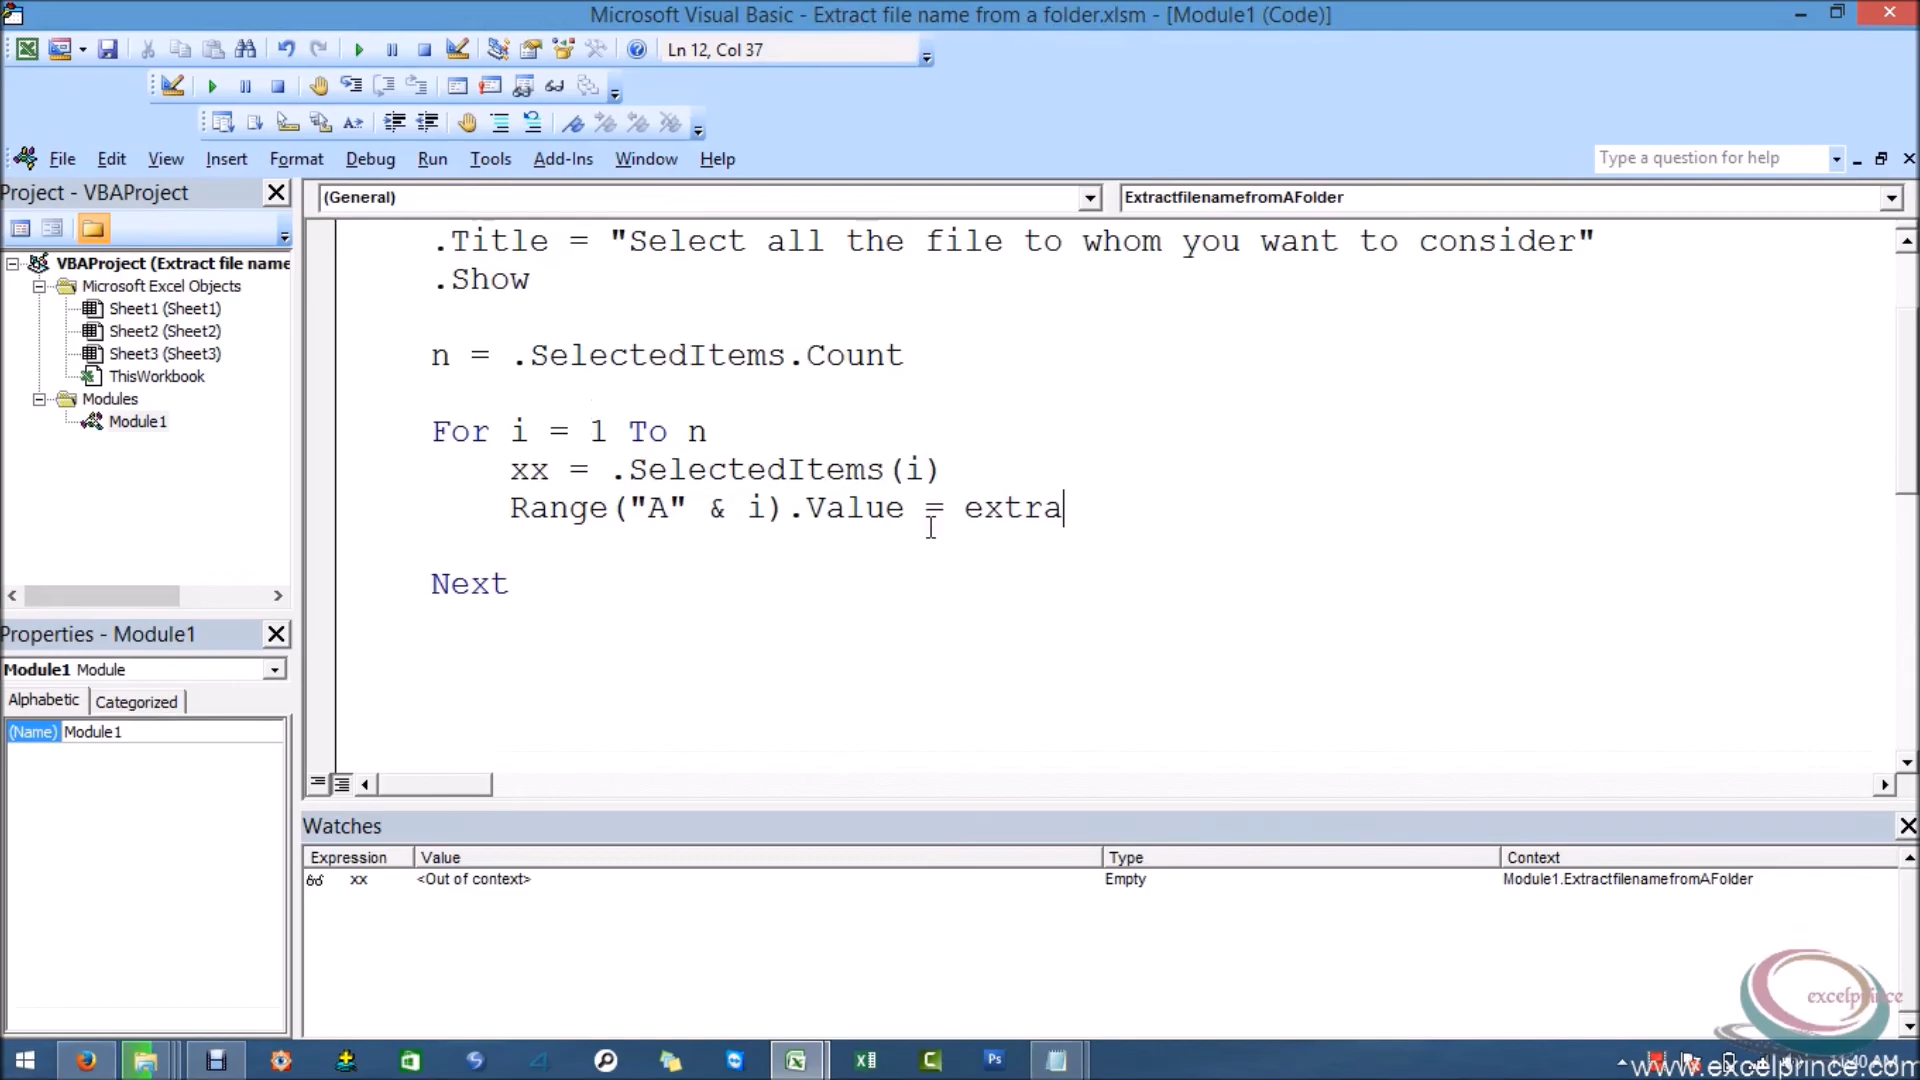 Microsoft Visual Basic - Extract file name from a folder.xlsm - [Module1 (Code)]
Ln 12, Col 37
File Edit View Insert Format Debug Run Tools Add-Ins Window Help
Type a question for help
Project - VBAProject
(General)
ExtractfilenamefromAFolder
VBAProject (Extract file name
Microsoft Excel Objects
Sheet1 (Sheet1)
Sheet2 (Sheet2)
Sheet3 (Sheet3)
ThisWorkbook
Modules
Module1
.Title = "Select all the file to whom you want to consider"
.Show
n = .SelectedItems.Count
For i = 1 To n
xx = .SelectedItems(i)
Range("A" & i).Value = extra
Next
Properties - Module1
Module1 Module
Alphabetic Categorized
(Name) Module1
Watches
Expression Value Type Context
xx <Out of context> Empty Module1.ExtractfilenamefromAFolder
excelprince
11:40 AM
www.excelprince.com